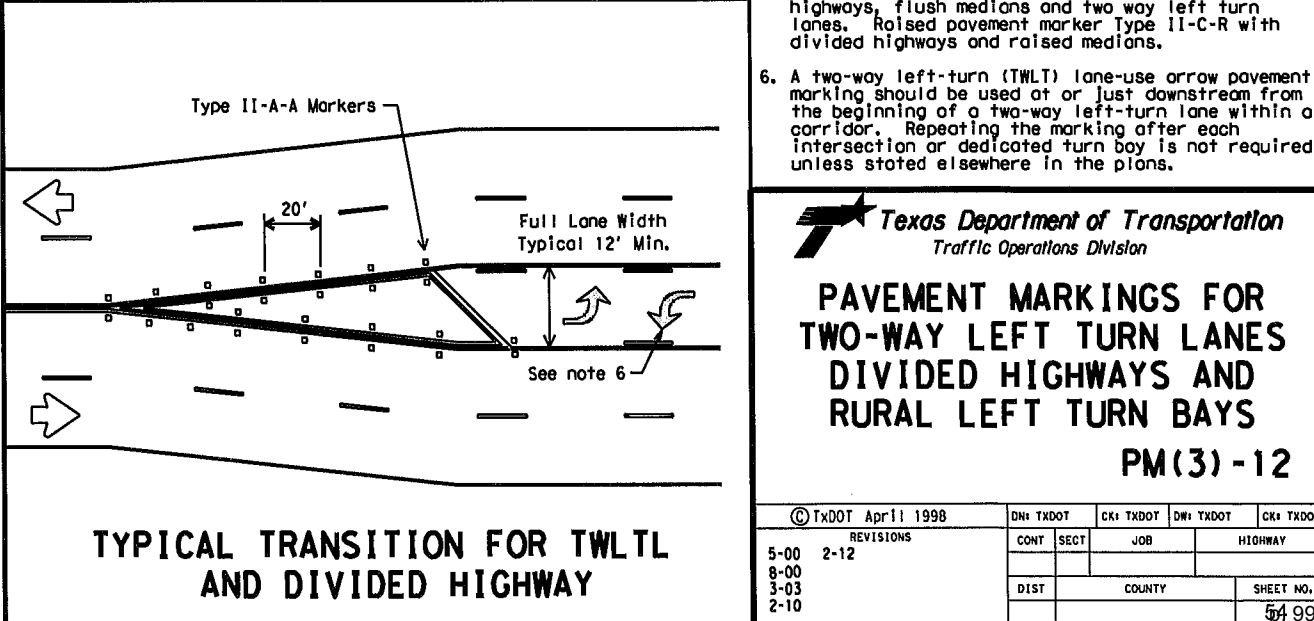 highways, flush medians and two way left turn
lanes. Raised pavement marker Type II-C-R with
divided highways and raised medians.
6. A two-way left-turn (TWLT) lane-use arrow pavement
marking should be used at or just downstream from
the beginning of a two-way left-turn lane within a
corridor. Repeating the marking after each
intersection or dedicated turn bay is not required
unless stated elsewhere in the plans.
Type II-A-A Markers
20'
Full Lane Width
Typical 12' Min.
See note 6
TYPICAL TRANSITION FOR TWLTL
AND DIVIDED HIGHWAY
Texas Department of Transportation
Traffic Operations Division
PAVEMENT MARKINGS FOR
TWO-WAY LEFT TURN LANES
DIVIDED HIGHWAYS AND
RURAL LEFT TURN BAYS
PM(3)-12
© TxDOT April 1998
DN: TXDOT CK: TXDOT DW: TXDOT CK: TXDO
REVISIONS
5-00 2-12
8-00
3-03
2-10
CONT SECT JOB HIGHWAY
DIST COUNTY SHEET NO.
99